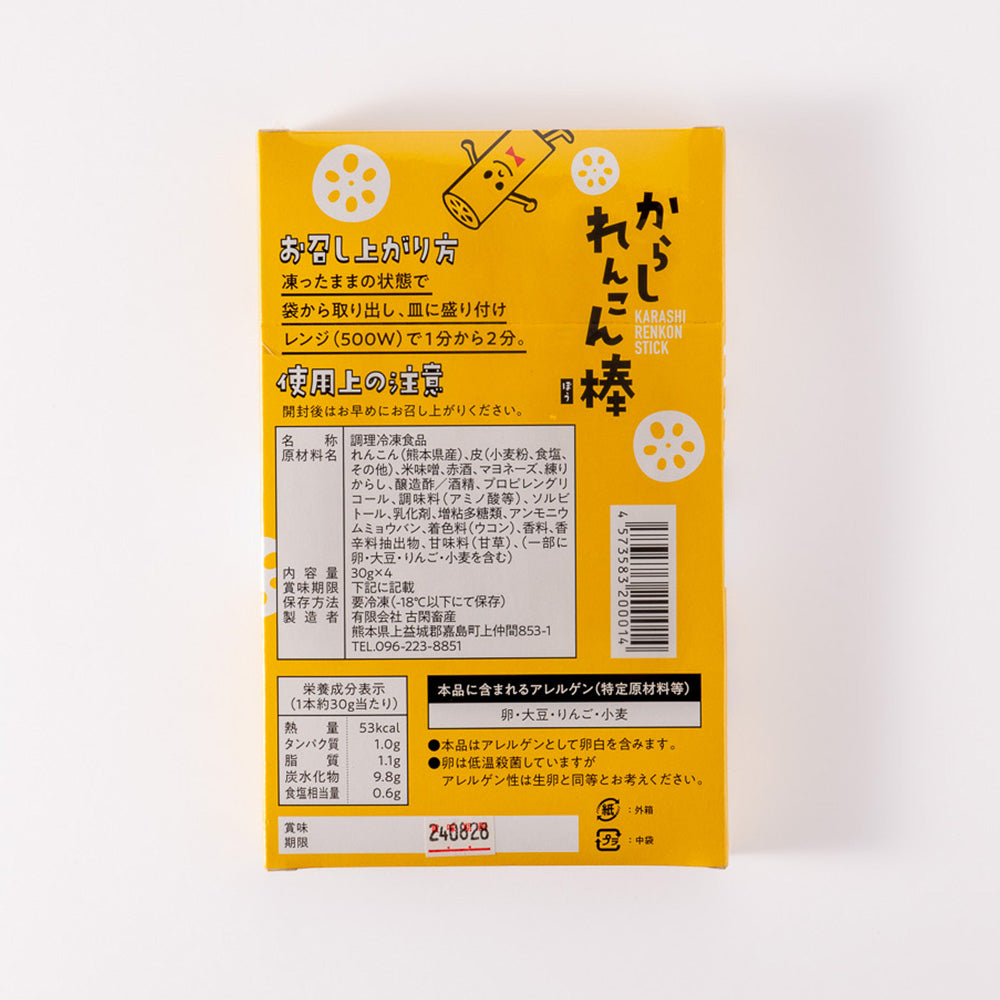 からし
れんこん棒
ぼう
KARASHI
RENKON
STICK
お召し上がり方
凍ったままの状態で
袋から取り出し、皿に盛り付け
レンジ(500W)で1分から2分。
使用上の注意
開封後はお早めにお召し上がりください。
名称 調理冷凍食品
原材料名 れんこん(熊本県産)、皮(小麦粉、食塩、
その他)、米味噌、赤酒、マヨネーズ、練り
からし、醸造酢/酒精、プロピレングリ
コール、調味料(アミノ酸等)、ソルビ
トール、乳化剤、増粘多糖類、アンモニウ
ムミョウバン、着色料(ウコン)、香料、香
辛料抽出物、甘味料(甘草)、(一部に
卵・大豆・りんご・小麦を含む)
内容量 30g×4
賞味期限 下記に記載
保存方法 要冷凍(-18℃以下にて保存)
製造者 有限会社 古閑畜産
熊本県上益城郡嘉島町上仲間853-1
TEL.096-223-8851
4573583200014
栄養成分表示
(1本約30g当たり)
熱量 53kcal
タンパク質 1.0g
脂質 1.1g
炭水化物 9.8g
食塩相当量 0.6g
本品に含まれるアレルゲン(特定原材料等)
卵・大豆・りんご・小麦
●本品はアレルゲンとして卵白を含みます。
●卵は低温殺菌していますが
アレルゲン性は生卵と同等とお考えください。
紙:外箱
プラ:中袋
賞味
期限
240828